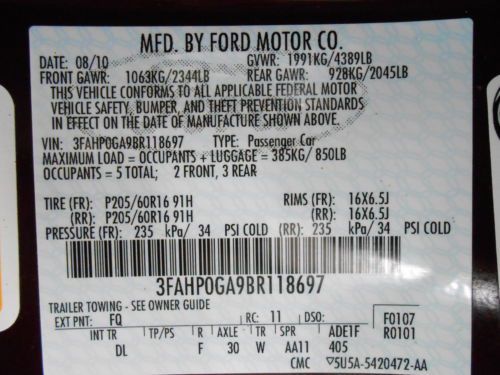 MFD. BY FORD MOTOR CO.
DATE: 08/10 GVWR: 1991KG/4389LB
FRONT GAWR: 1063KG/2344LB REAR GAWR: 928KG/2045LB
THIS VEHICLE CONFORMS TO ALL APPLICABLE FEDERAL MOTOR
VEHICLE SAFETY, BUMPER, AND THEFT PREVENTION STANDARDS
IN EFFECT ON THE DATE OF MANUFACTURE SHOWN ABOVE.
VIN: 3FAHP0GA9BR118697 TYPE: Passenger Car
MAXIMUM LOAD = OCCUPANTS + LUGGAGE = 385KG/850LB
OCCUPANTS = 5 TOTAL; 2 FRONT, 3 REAR
TIRE (FR): P205/60R16 91H RIMS (FR): 16X6.5J
(RR): P205/60R16 91H (RR): 16X6.5J
PRESSURE (FR): 235 kPa/ 34 PSI COLD (RR): 235 kPa/ 34 PSI COLD
3FAHP0GA9BR118697
TRAILER TOWING - SEE OWNER GUIDE
EXT PNT: FQ RC: 11 DSO: F0107
INT TR TP/PS R AXLE TR SPR ADE1F R0101
DL F 30 W AA11 405
CMC ▽5U5A-5420472-AA